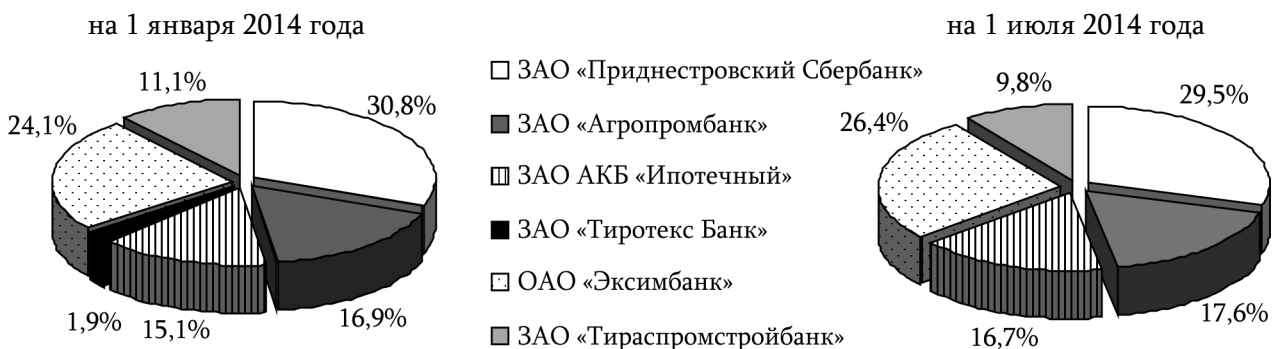 на 1 января 2014 года
11,1%
30,8%
24,1%
1,9%
15,1%
16,9%
ЗАО «Приднестровский Сбербанк»
ЗАО «Агропромбанк»
ЗАО АКБ «Ипотечный»
ЗАО «Тиротекс Банк»
ОАО «Эксимбанк»
ЗАО «Тираспромстройбанк»
на 1 июля 2014 года
9,8%
29,5%
26,4%
16,7%
17,6%